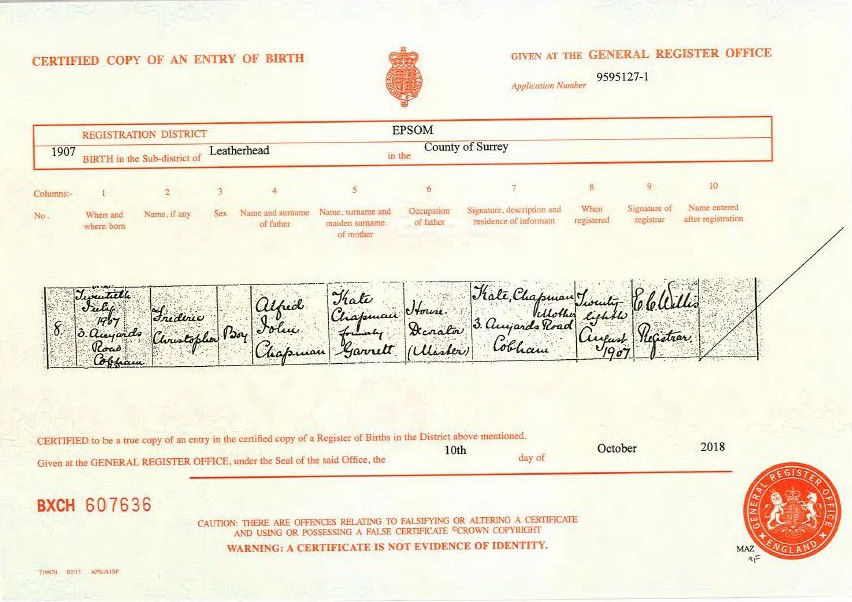 CERTIFIED COPY OF AN ENTRY OF BIRTH
GIVEN AT THE GENERAL REGISTER OFFICE
Application Number 9595127-1
REGISTRATION DISTRICT EPSOM
1907 BIRTH in the Sub-district of Leatherhead in the County of Surrey
Columns:- 1 2 3 4 5 6 7 8 9 10
No. When and where born Name, if any Sex Name and surname of father Name, surname and maiden surname of mother Occupation of father Signature, description and residence of informant When registered Signature of registrar Name entered after registration
8.
Twentieth
July
1907
3. Anyards
Road
Cobham
Frederic
Christopher
Boy
Alfred
John
Chapman
Kate
Chapman
formerly
Garrett
House
Decorator
(Master)
Kate, Chapman
Mother
3. Anyards Road
Cobham
Twenty
eighth
August
1907
Willis
Registrar.
CERTIFIED to be a true copy of an entry in the certified copy of a Register of Births in the District above mentioned.
Given at the GENERAL REGISTER OFFICE, under the Seal of the said Office, the 10th day of October 2018
BXCH 607636
CAUTION: THERE ARE OFFENCES RELATING TO FALSIFYING OR ALTERING A CERTIFICATE
AND USING OR POSSESSING A FALSE CERTIFICATE ©CROWN COPYRIGHT
WARNING: A CERTIFICATE IS NOT EVIDENCE OF IDENTITY.
GENERAL REGISTER OFFICE
ENGLAND
MAZ